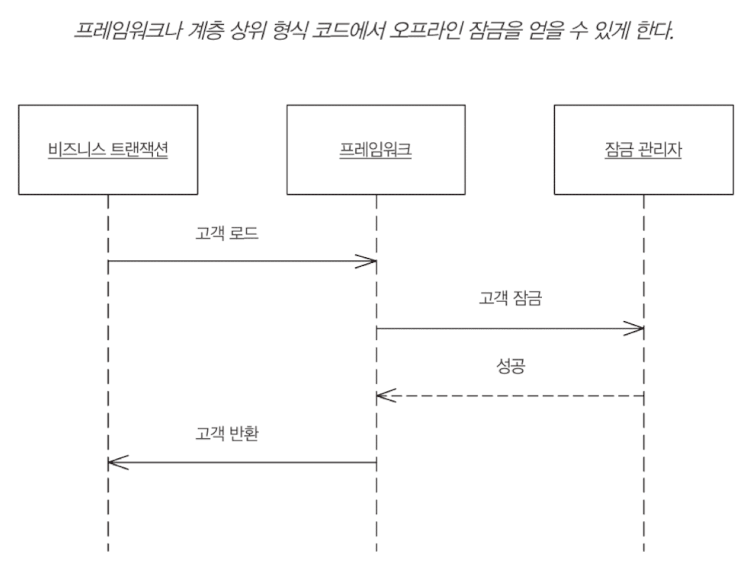 프레임워크나 계층 상위 형식 코드에서 오프라인 잠금을 얻을 수 있게 한다.
비즈니스 트랜잭션
프레임워크
잠금 관리자
고객 로드
고객 잠금
성공
고객 반환